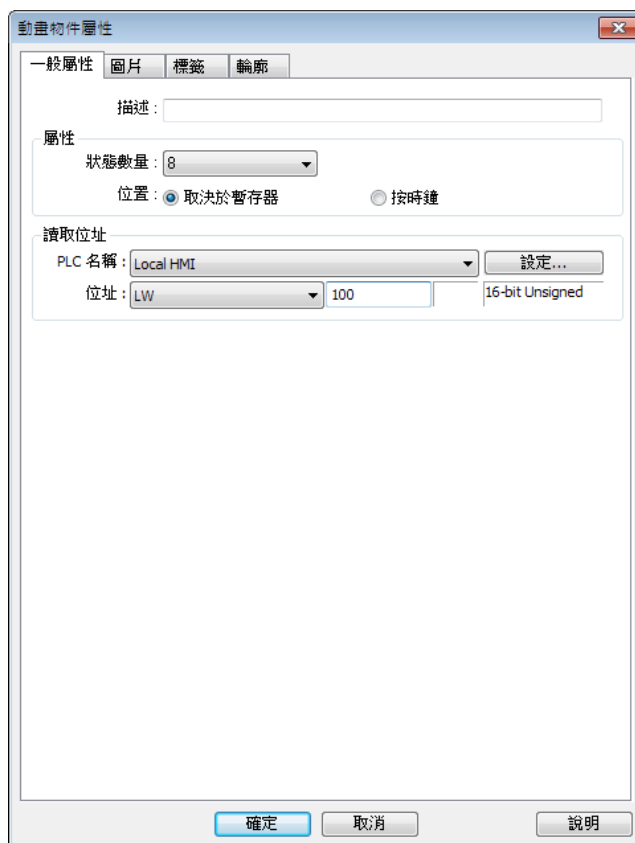 動畫物件屬性
一般屬性 圖片 標籤 輪廓
描述 :
屬性
狀態數量 : 8
位置 : 取決於暫存器 按時鐘
讀取位址
PLC 名稱 : Local HMI 設定...
位址 : LW 100 16-bit Unsigned
確定 取消 說明